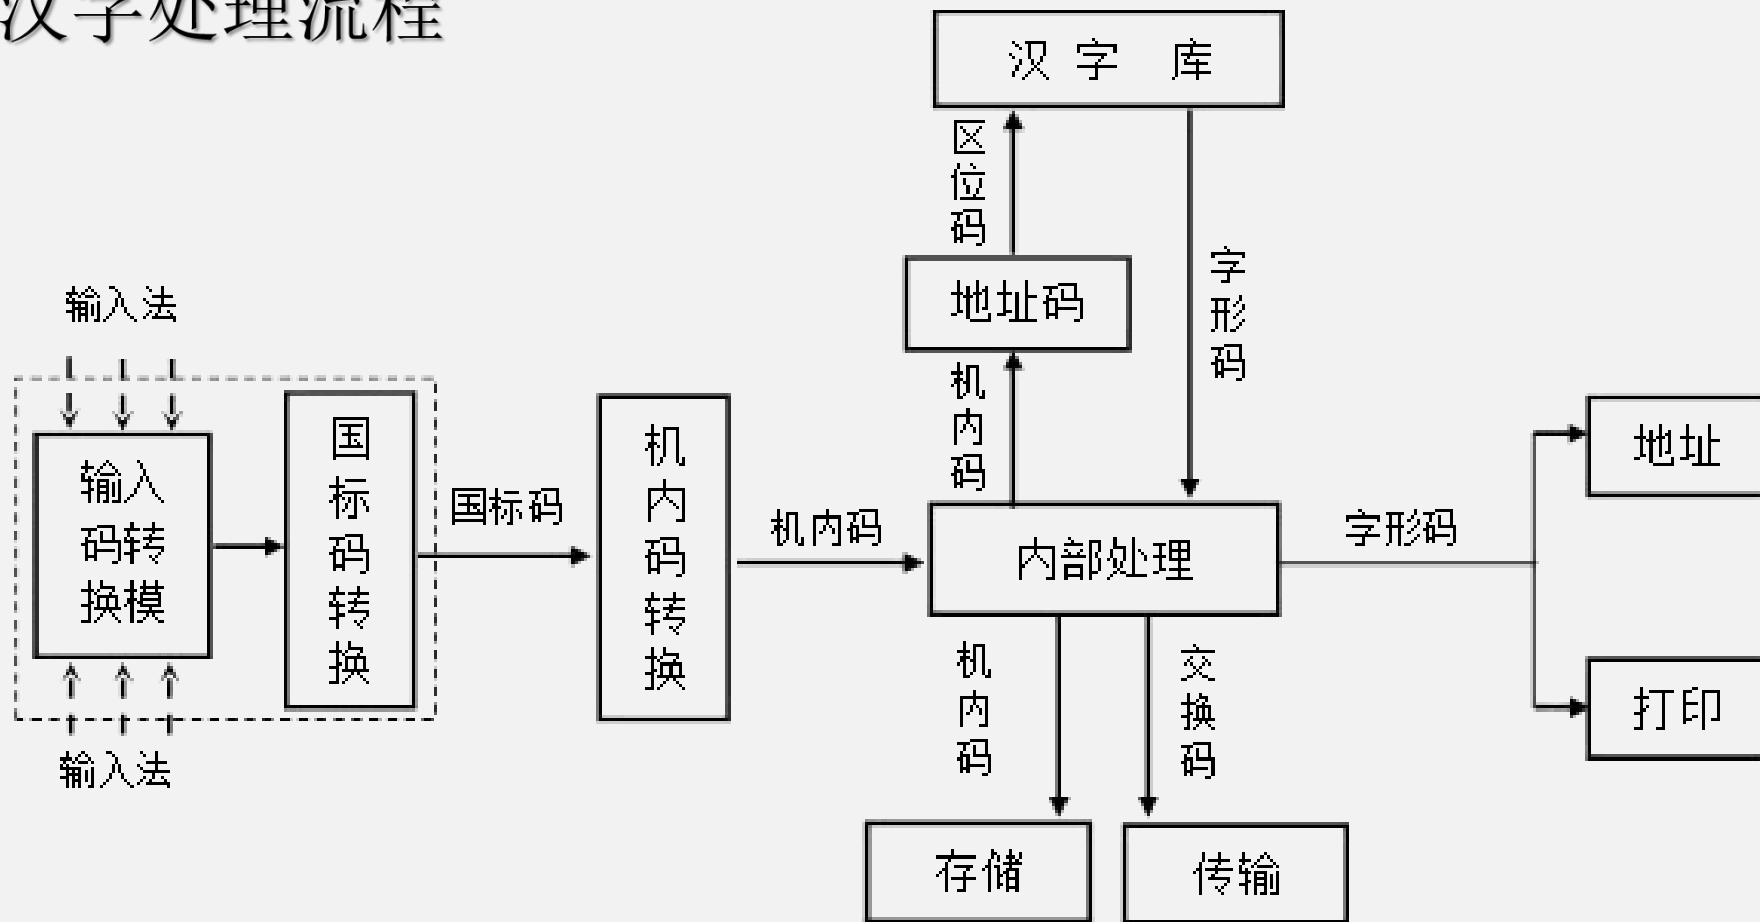 汉字处理流程
汉字 库
区位码
地址码
字形码
机内码
输入法
输入
码转
换模
国标码转换
国标码
机内码转换
机内码
内部处理
字形码
地址
打印
输入法
机内码
交换码
存储
传输